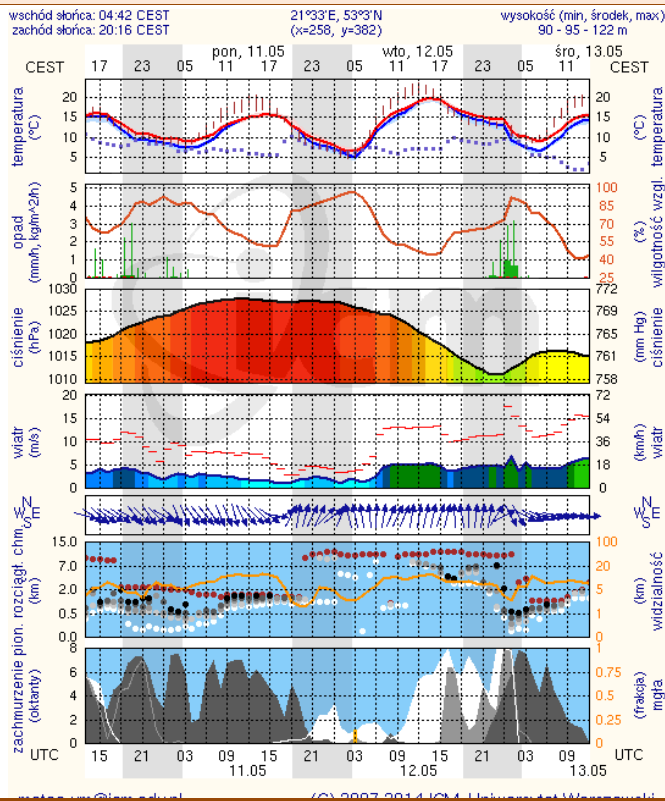 wschód słońca: 04:42 CEST 21°33'E, 53°3'N wysokość (min, środek, max)
zachód słońca: 20:16 CEST (x=258, y=382) 90 - 95 - 122 m
pon, 11.05 wto, 12.05 śro, 13.05
CEST 17 23 05 11 17 23 05 11 17 23 05 11 CEST
temperatura
(°C)
20
15
10
5
20
15
10
5
temperatura
(°C)
opad
(mm/h, kg/m^2/h)
5
4
3
2
1
0
100
85
70
55
40
25
(%)
wilgotność wzgl.
ciśnienie
(hPa)
1030
1025
1020
1015
1010
772
769
765
761
758
(mm Hg)
ciśnienie
wiatr
(m/s)
20
15
10
5
0
72
54
36
18
0
(km/h)
wiatr
N
W E
S
N
W E
S
pion. rozciągł. chm.
(km)
15.0
7.0
2.0
0.5
0.0
100
20
5
1
0
(km)
widzialność
zachmurzenie
(oktanty)
8
6
4
2
0
1
0.75
0.5
0.25
0
(frakcja)
mgła
UTC 15 21 03 09 15 21 03 09 15 21 03 09 UTC
11.05 12.05 13.05
(C) 2007-2014 ICM, Uniwersytet Warszawski